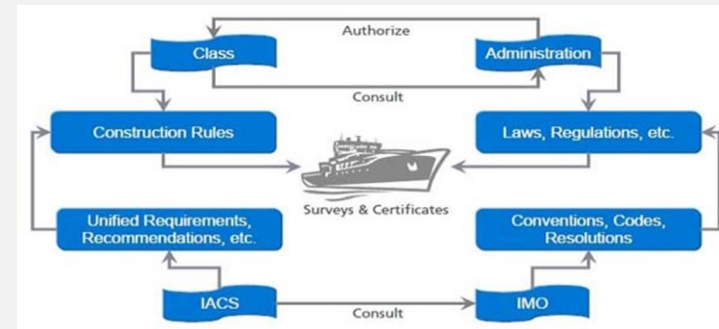 Authorize
Class
Administration
Consult
Construction Rules
Laws, Regulations, etc.
Surveys & Certificates
Unified Requirements,
Recommendations, etc.
Conventions, Codes,
Resolutions
IACS
Consult
IMO